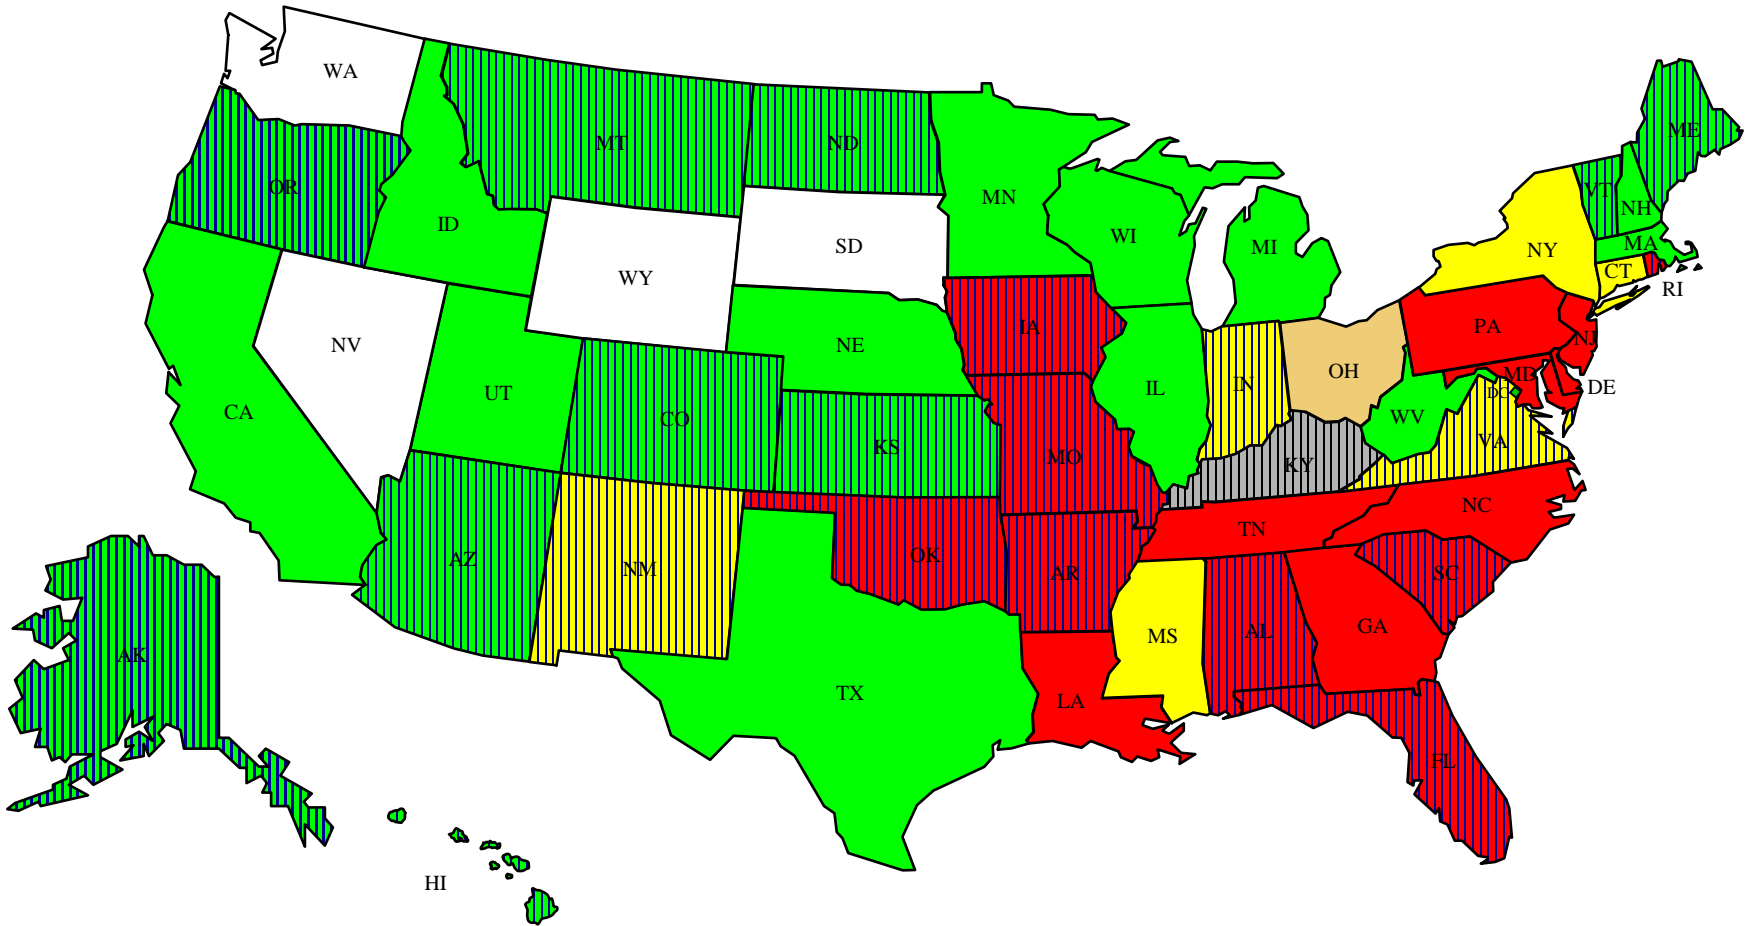 WA
MT
ND
ME
OR
ID
MN
VT
NH
WI
MI
MA
SD
NY
WY
CT
RI
IA
PA
NV
NE
NJ
OH
MD
DE
UT
IL
IN
DC
CA
CO
KS
WV
VA
MO
KY
NC
TN
AZ
NM
OK
AR
SC
AK
MS
AL
GA
TX
LA
FL
HI